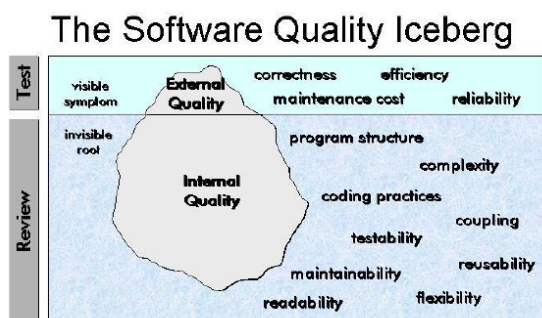 The Software Quality Iceberg
Test
visible
symptom
External
Quality
correctness
efficiency
maintenance cost
reliability
Review
invisible
root
Internal
Quality
program structure
complexity
coding practices
coupling
testability
reusability
maintainability
flexibility
readability